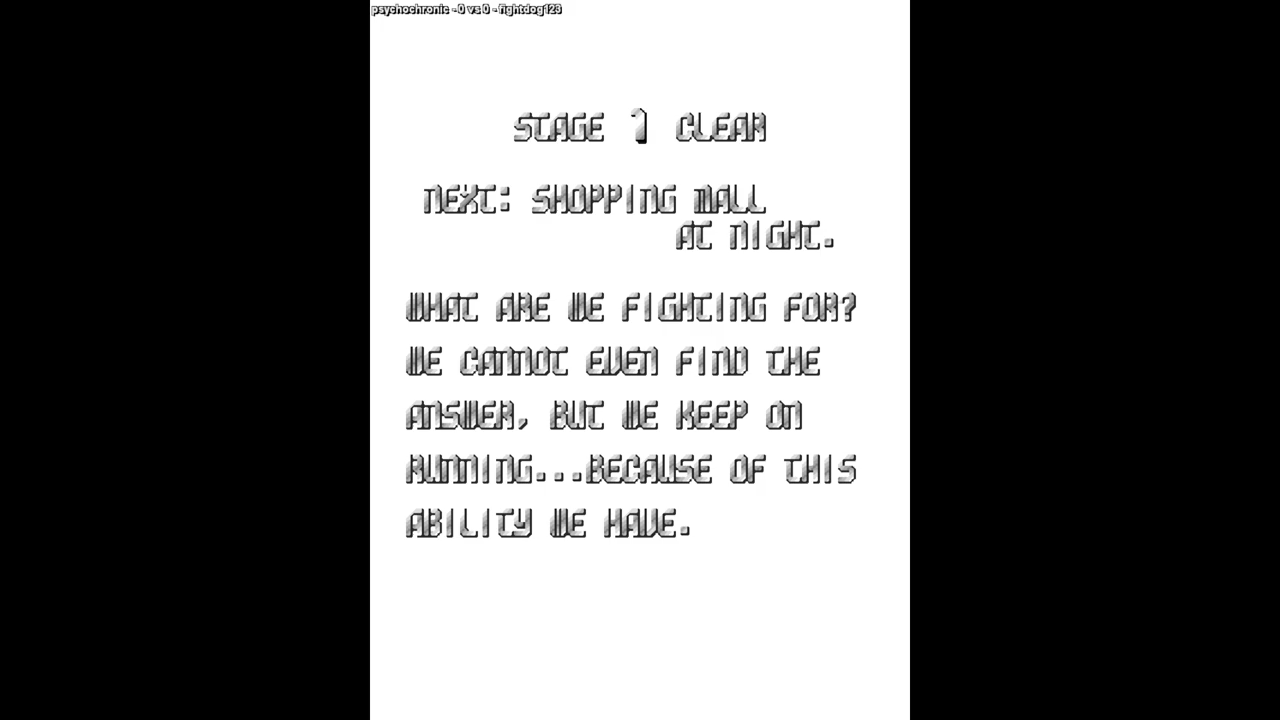 psychochronic - 0 vs 0 - fightdog123
STAGE 1 CLEAR
NEXT: SHOPPING MALL
AT NIGHT.
WHAT ARE WE FIGHTING FOR?
WE CANNOT EVEN FIND THE
ANSWER, BUT WE KEEP ON
RUNNING...BECAUSE OF THIS
ABILITY WE HAVE.